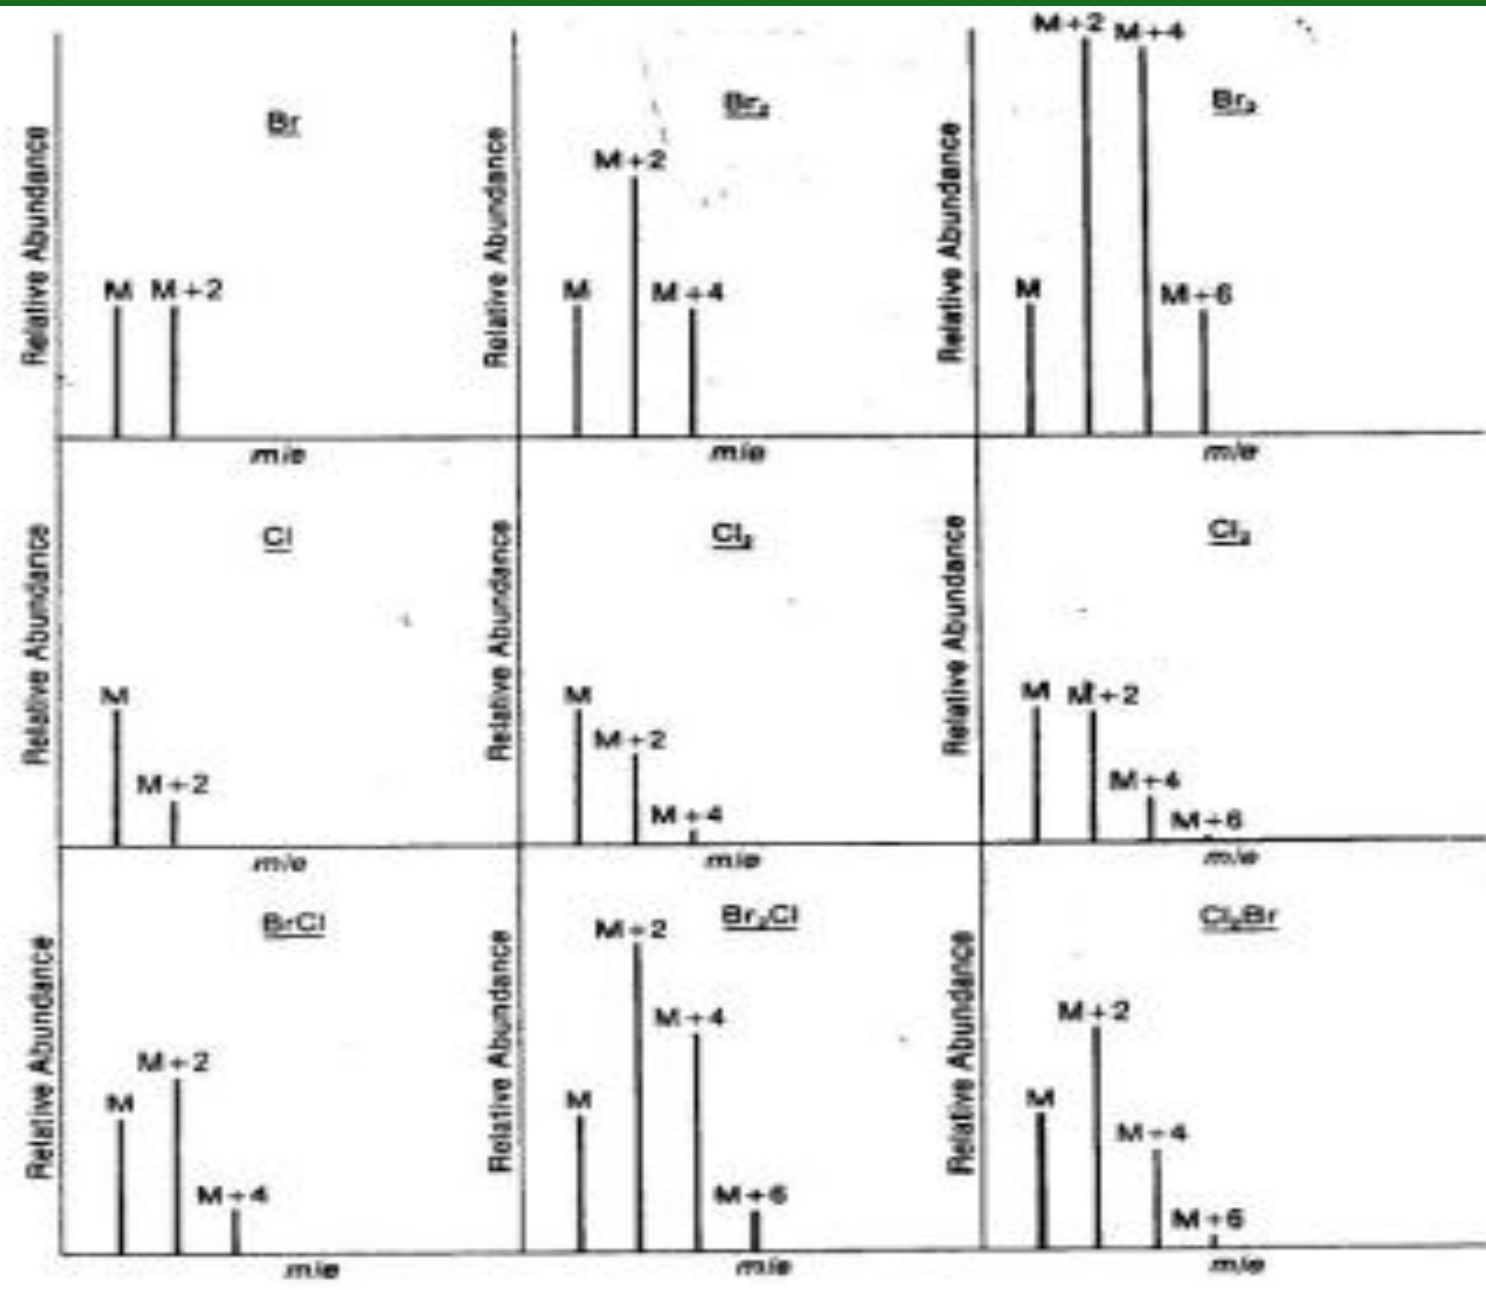 Br
M M+2
Relative Abundance
m/e
Br₂
M+2
M M+4
Relative Abundance
m/e
M+2 M+4
Br₃
M M+6
Relative Abundance
m/e
Cl
M
M+2
Relative Abundance
m/e
Cl₂
M
M+2
M+4
Relative Abundance
m/e
Cl₃
M M+2
M+4
M+6
Relative Abundance
m/e
BrCl
M+2
M
M+4
Relative Abundance
m/e
Br₂Cl
M+2
M+4
M
M+6
Relative Abundance
m/e
Cl₂Br
M+2
M
M+4
M+6
Relative Abundance
m/e